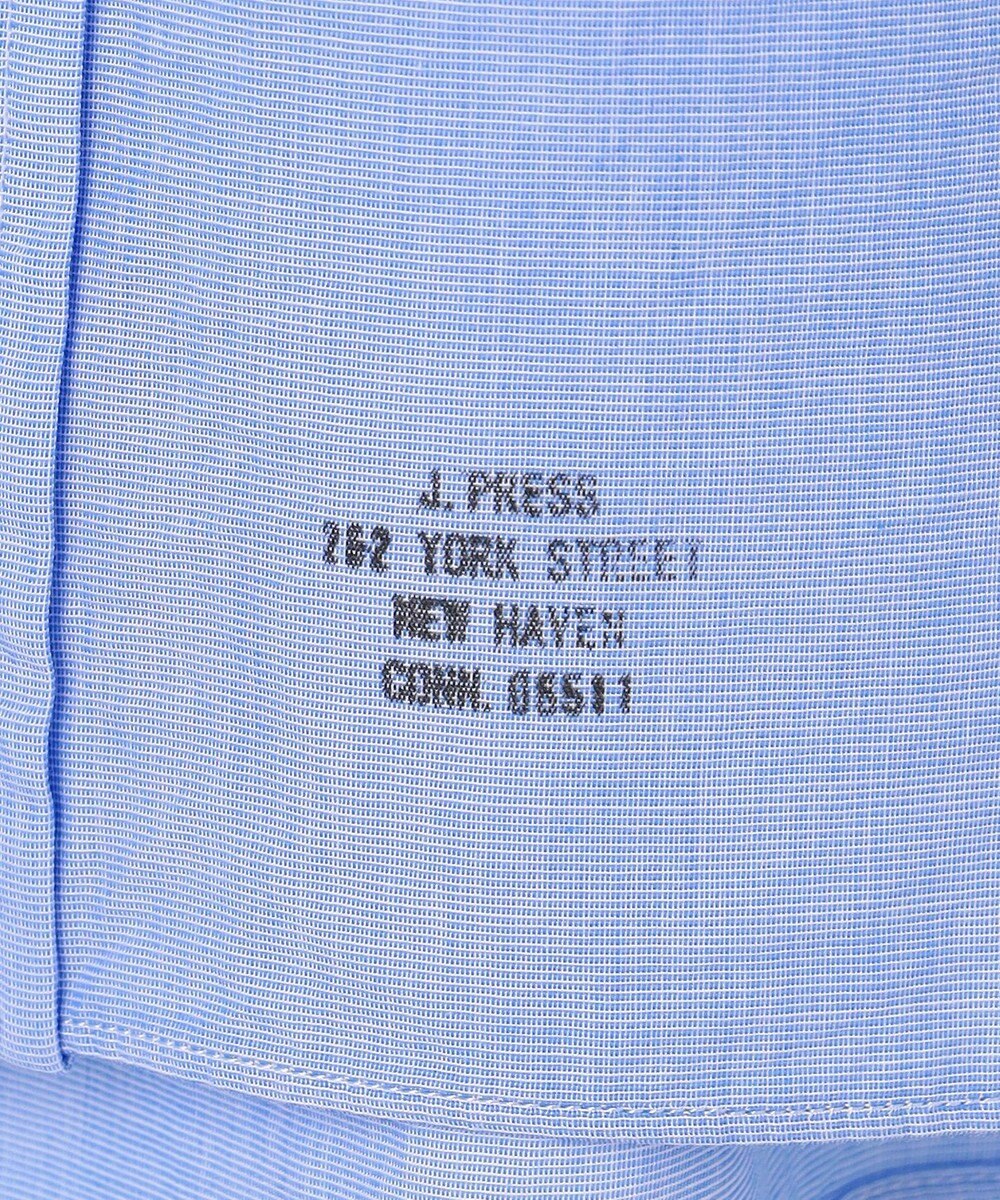 J. PRESS
262 YORK STREET
NEW HAVEN
CONN. 06511